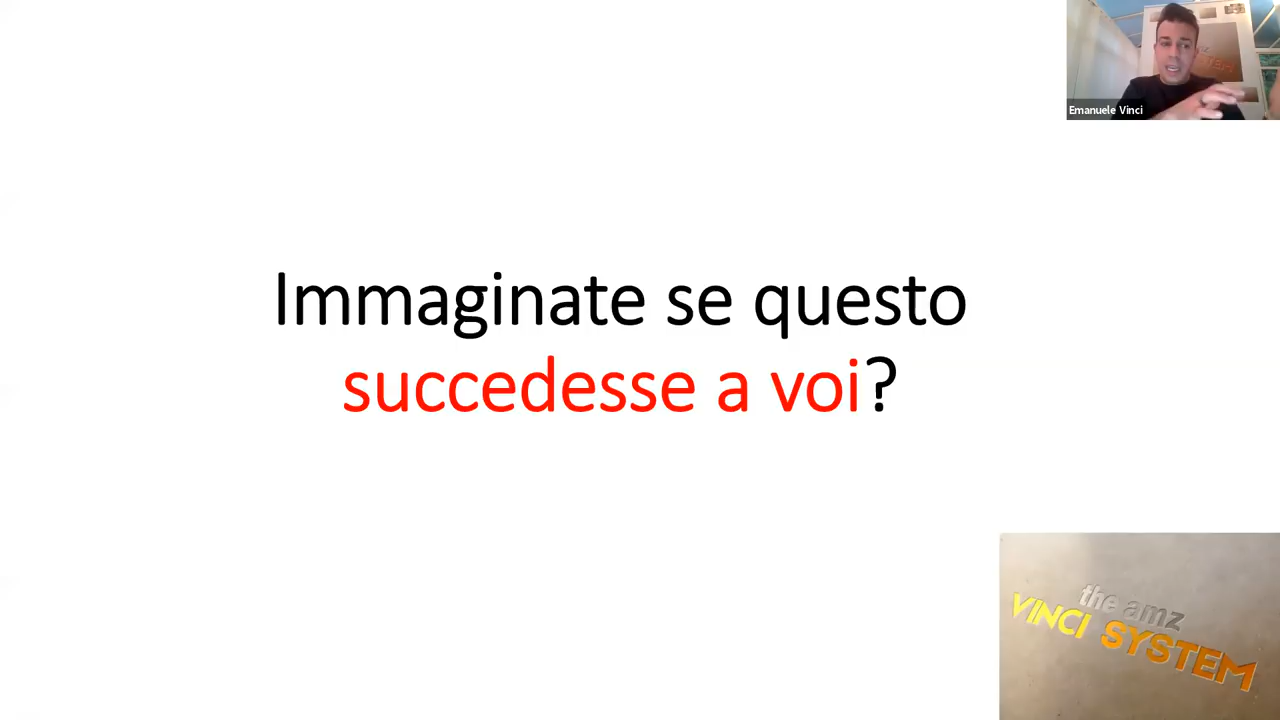 Emanuele Vinci
Immaginate se questo
succedesse a voi?
the amz
VINCI SYSTEM